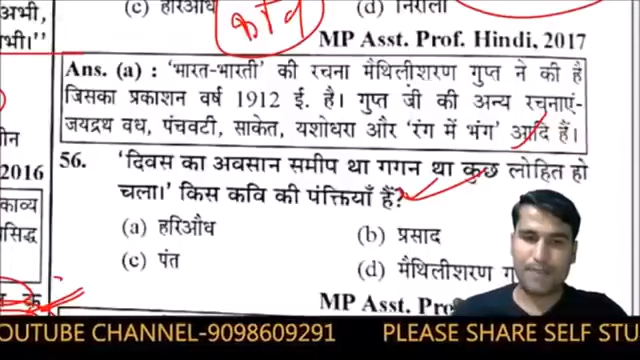 अभी,
भी।"
(c) हरिऔध
(d) निराला
MP Asst. Prof. Hindi, 2017
Ans. (a) : 'भारत-भारती' की रचना मैथिलीशरण गुप्त ने की है
जिसका प्रकाशन वर्ष 1912 ई. है। गुप्त जी की अन्य रचनाएं-
जयद्रथ वध, पंचवटी, साकेत, यशोधरा और 'रंग में भंग' आदि हैं।
2016
काव्य
56. 'दिवस का अवसान समीप था गगन था कुछ लोहित हो
चला।' किस कवि की पंक्तियाँ हैं?
(a) हरिऔध
(b) प्रसाद
(c) पंत
(d) मैथिलीशरण
MP Ass
OUTUBE CHANNEL-9098609291 PLEASE SHARE SELF STU